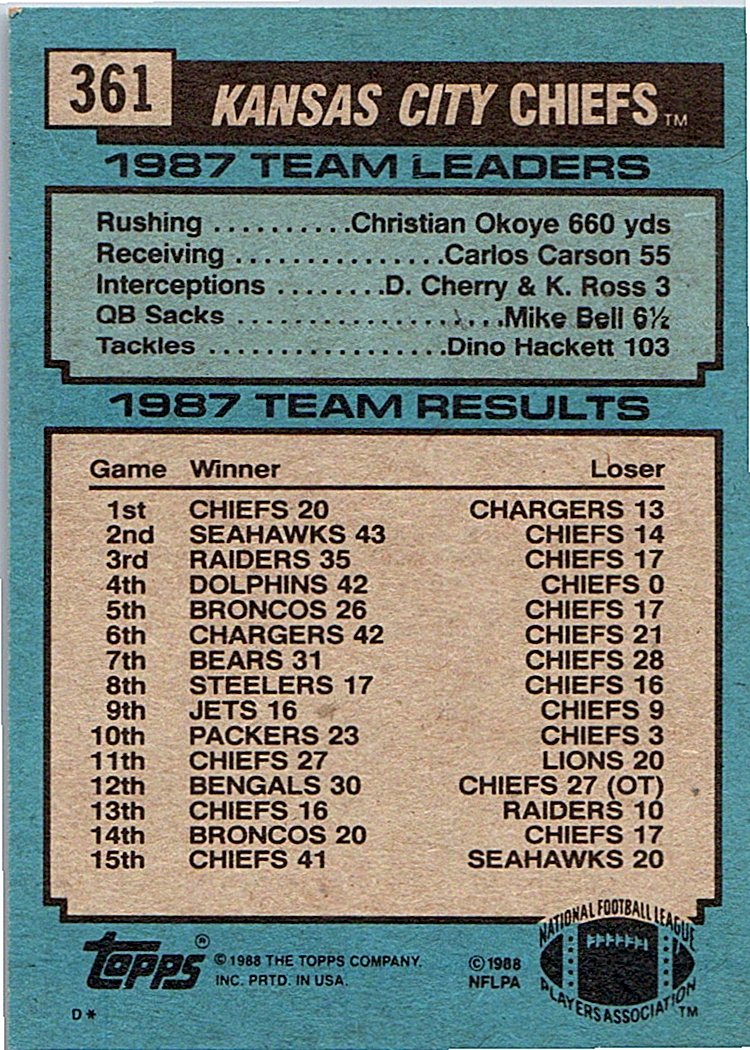 361
KANSAS CITY CHIEFS™
1987 TEAM LEADERS
Rushing ..........Christian Okoye 660 yds
Receiving ................Carlos Carson 55
Interceptions ........D. Cherry & K. Ross 3
QB Sacks ....................Mike Bell 6½
Tackles ..................Dino Hackett 103
1987 TEAM RESULTS
Game Winner Loser
1st CHIEFS 20 CHARGERS 13
2nd SEAHAWKS 43 CHIEFS 14
3rd RAIDERS 35 CHIEFS 17
4th DOLPHINS 42 CHIEFS 0
5th BRONCOS 26 CHIEFS 17
6th CHARGERS 42 CHIEFS 21
7th BEARS 31 CHIEFS 28
8th STEELERS 17 CHIEFS 16
9th JETS 16 CHIEFS 9
10th PACKERS 23 CHIEFS 3
11th CHIEFS 27 LIONS 20
12th BENGALS 30 CHIEFS 27 (OT)
13th CHIEFS 16 RAIDERS 10
14th BRONCOS 20 CHIEFS 17
15th CHIEFS 41 SEAHAWKS 20
TOPPS®
© 1988 THE TOPPS COMPANY.
INC. PRTD. IN USA.
© 1988
NFLPA
NATIONAL FOOTBALL LEAGUE
PLAYERS ASSOCIATION™
D*